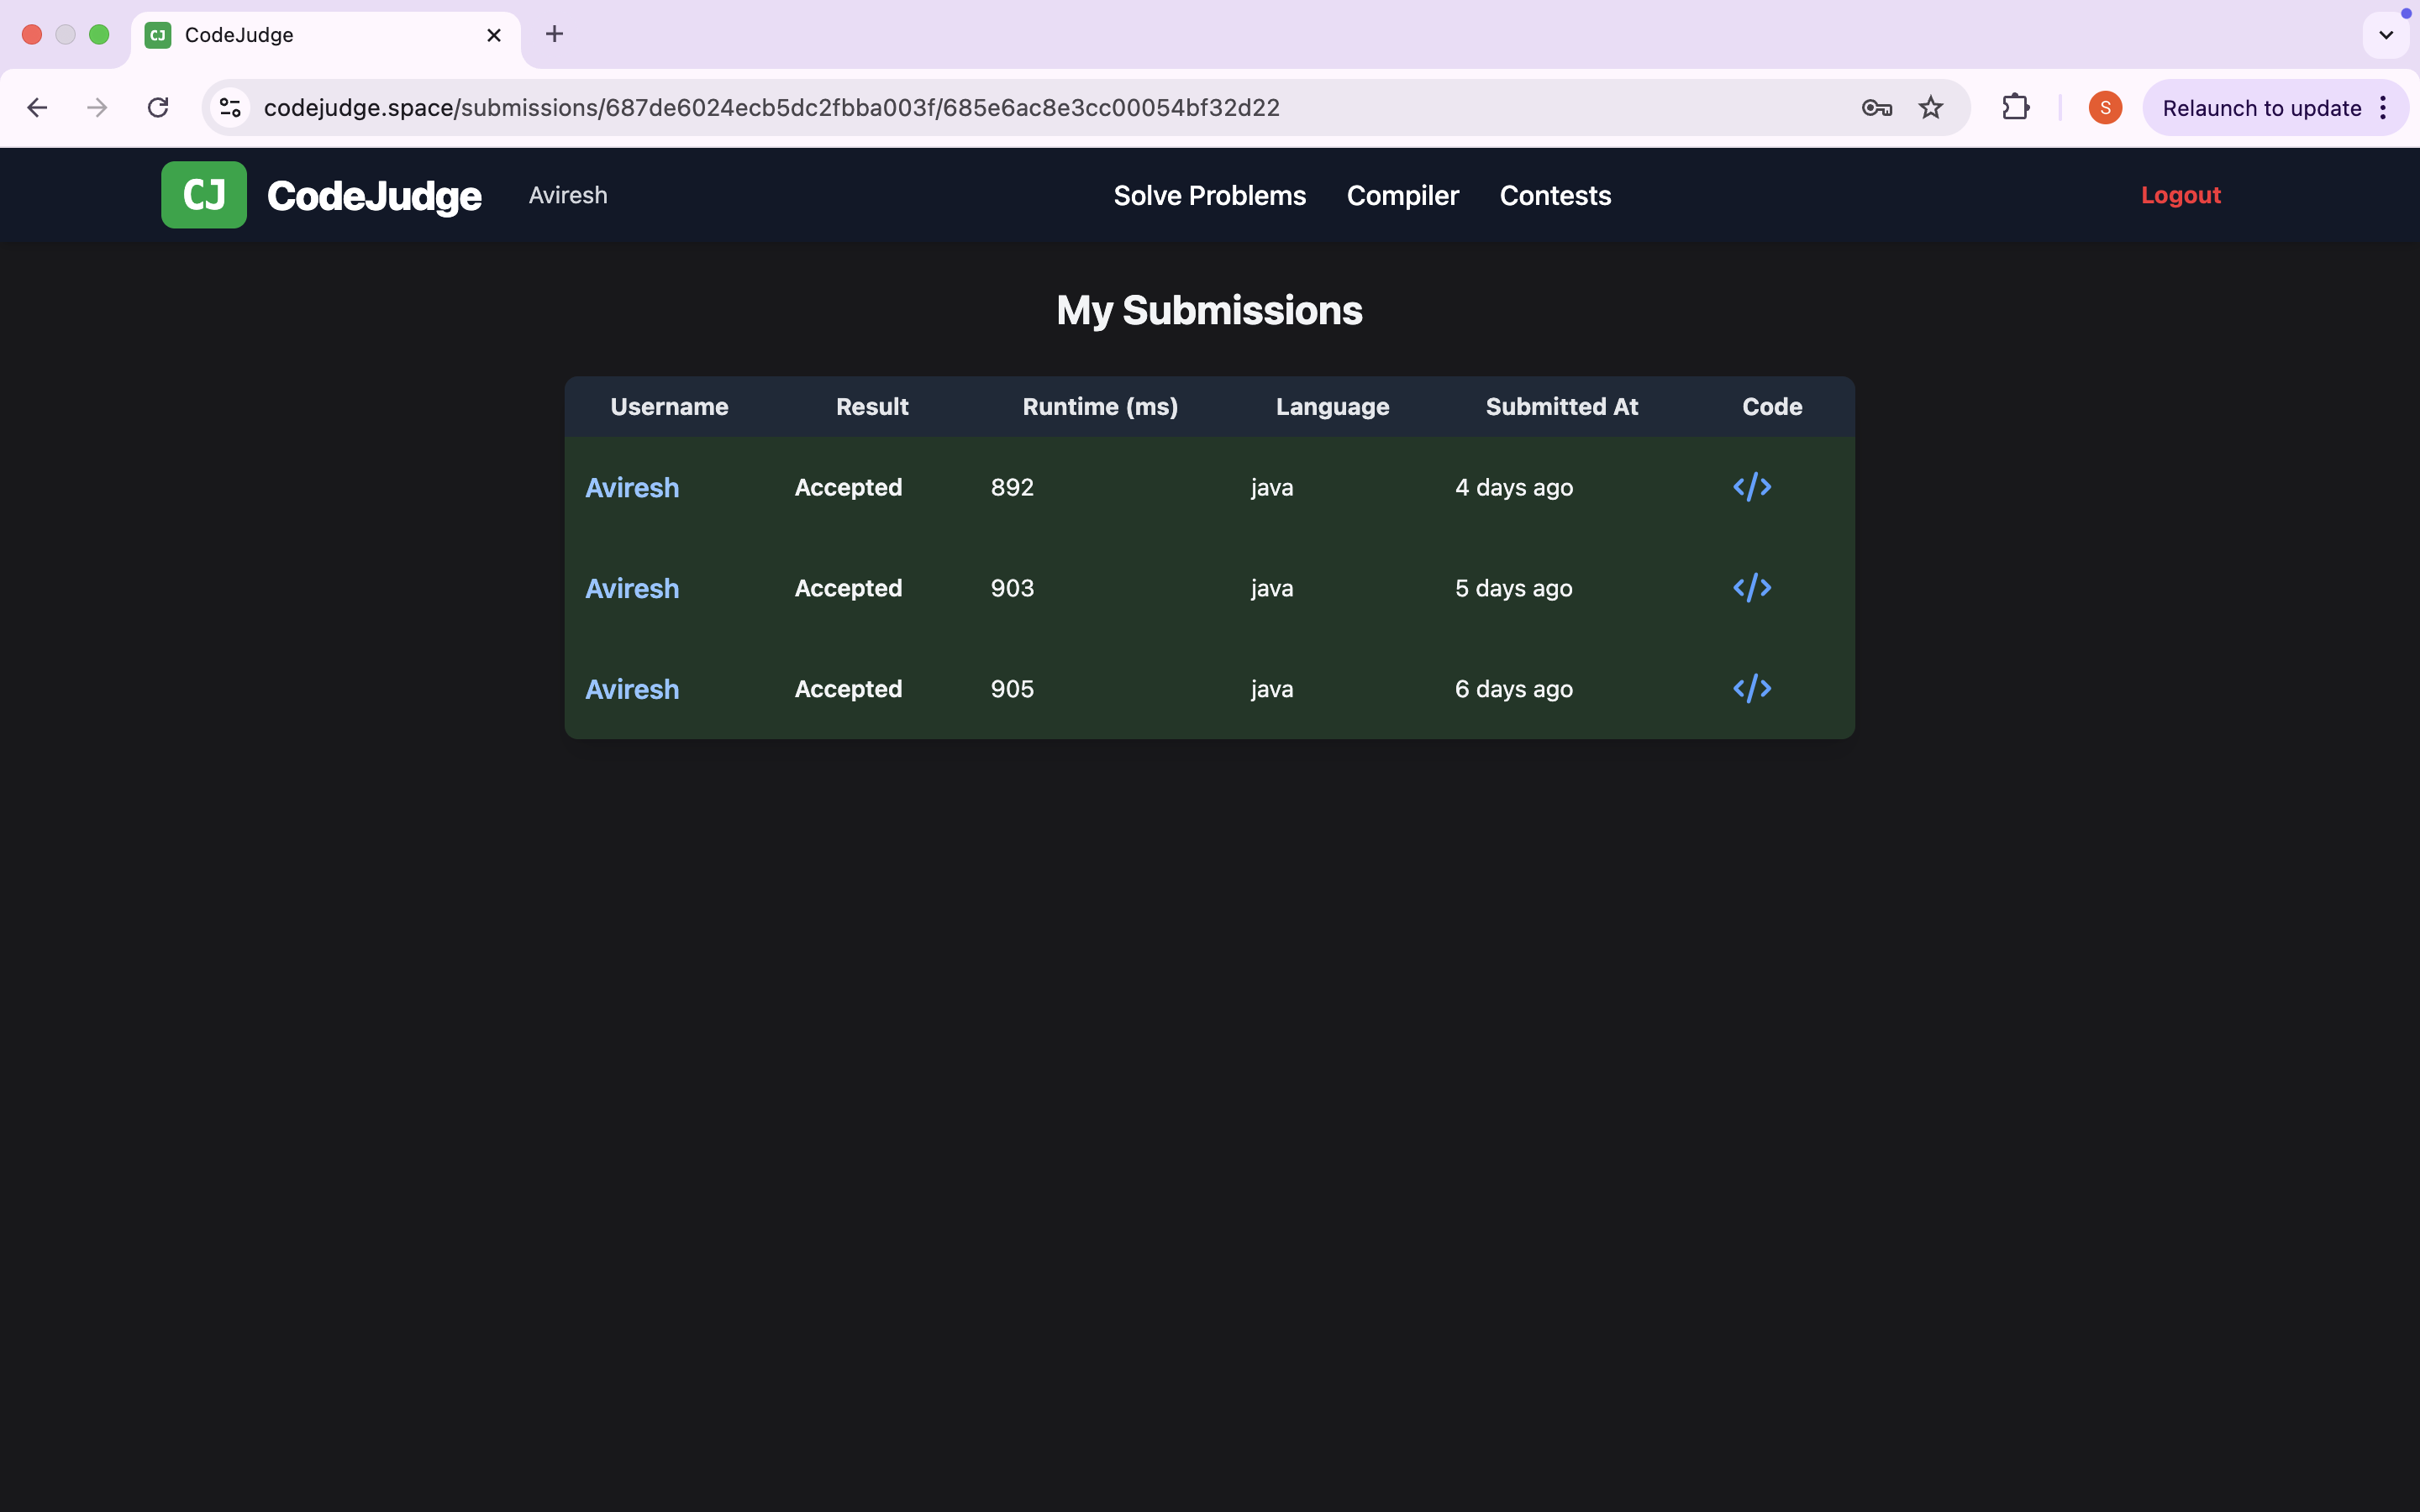 CJ CodeJudge
codejudge.space/submissions/687de6024ecb5dc2fbba003f/685e6ac8e3cc00054bf32d22 S Relaunch to update
CJ CodeJudge Aviresh Solve Problems Compiler Contests Logout
My Submissions
Username Result Runtime (ms) Language Submitted At Code
Aviresh Accepted 892 java 4 days ago </>
Aviresh Accepted 903 java 5 days ago </>
Aviresh Accepted 905 java 6 days ago </>